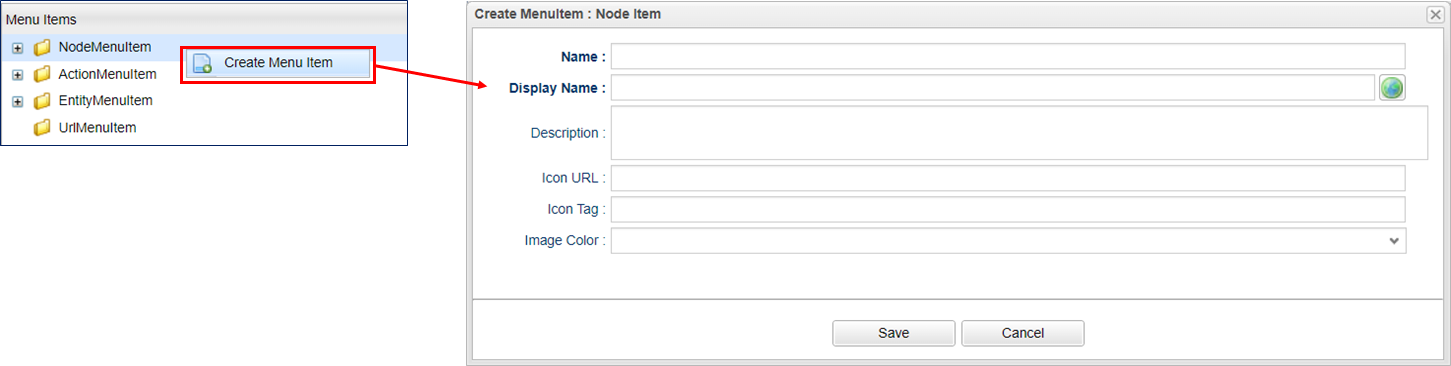 Menu Items
NodeMenuItem
Create Menu Item
ActionMenuItem
EntityMenuItem
UrlMenuItem
Create MenuItem : Node Item
Name :
Display Name :
Description :
Icon URL :
Icon Tag :
Image Color :
Save Cancel